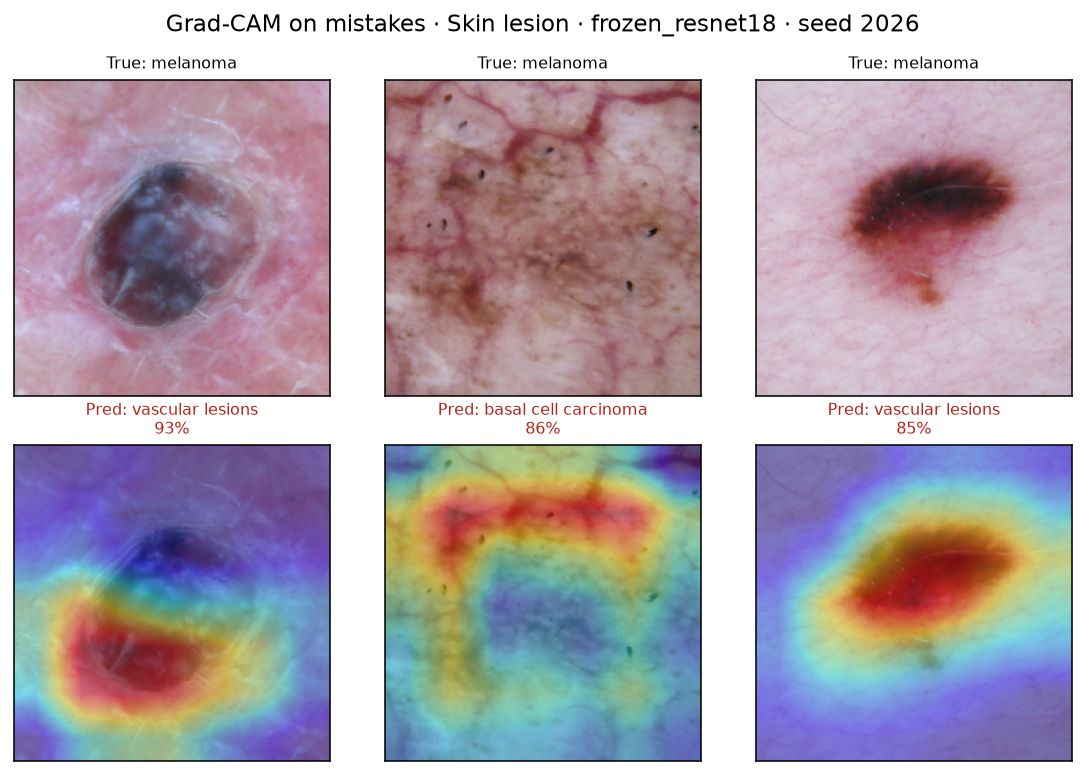 Grad-CAM on mistakes · Skin lesion · frozen_resnet18 · seed 2026
True: melanoma
True: melanoma
True: melanoma
Pred: vascular lesions
93%
Pred: basal cell carcinoma
86%
Pred: vascular lesions
85%